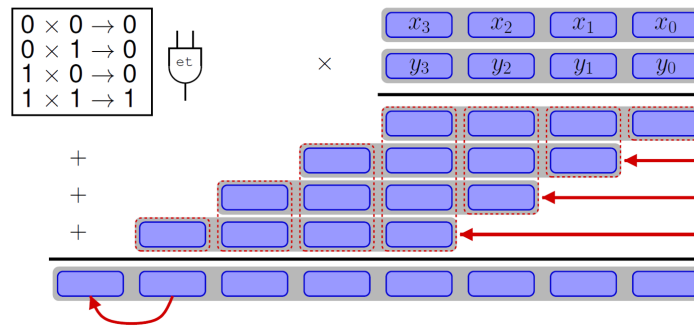 0 × 0 → 0
0 × 1 → 0
1 × 0 → 0
1 × 1 → 1
et
×
x₃ x₂ x₁ x₀
y₃ y₂ y₁ y₀
+
+
+